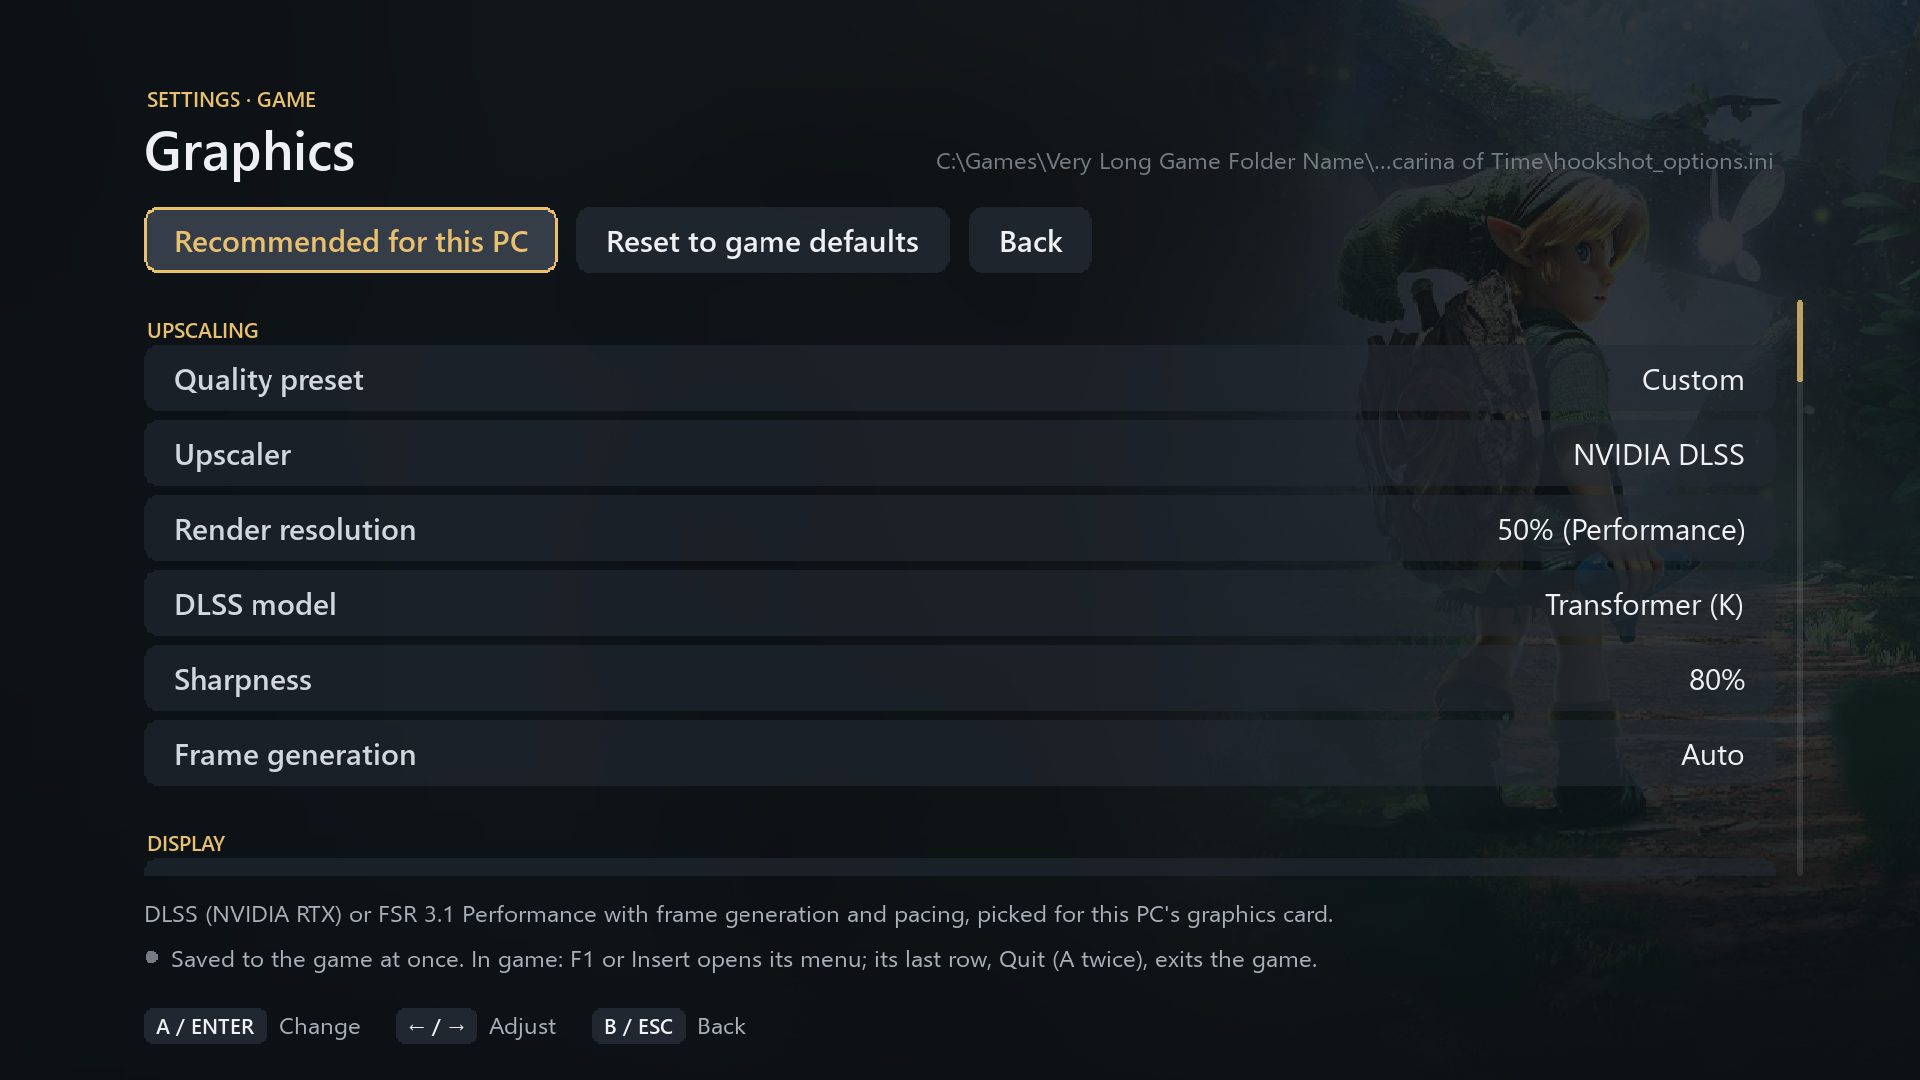 SETTINGS · GAME
Graphics
C:\Games\Very Long Game Folder Name\...carina of Time\hookshot_options.ini
Recommended for this PC
Reset to game defaults
Back
UPSCALING
Quality preset
Custom
Upscaler
NVIDIA DLSS
Render resolution
50% (Performance)
DLSS model
Transformer (K)
Sharpness
80%
Frame generation
Auto
DISPLAY
DLSS (NVIDIA RTX) or FSR 3.1 Performance with frame generation and pacing, picked for this PC's graphics card.
Saved to the game at once. In game: F1 or Insert opens its menu; its last row, Quit (A twice), exits the game.
A / ENTER Change ← / → Adjust B / ESC Back